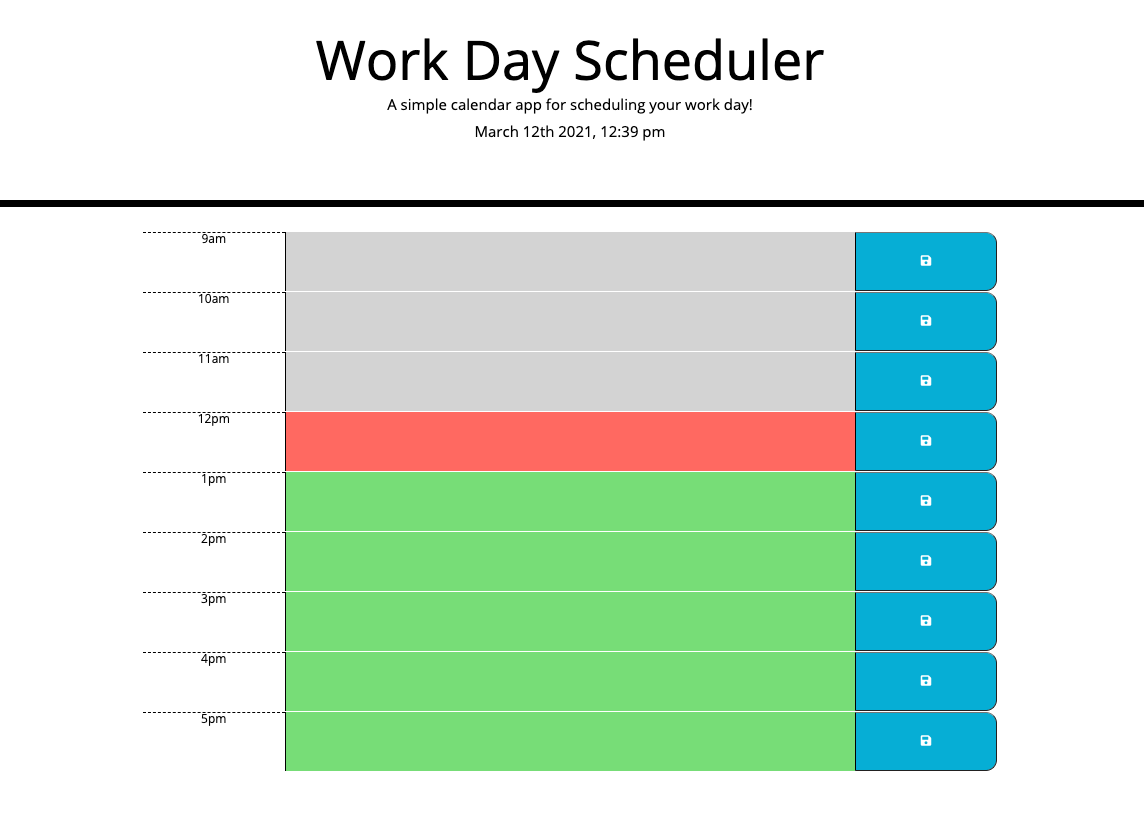 Work Day Scheduler
A simple calendar app for scheduling your work day!
March 12th 2021, 12:39 pm
9am
10am
11am
12pm
1pm
2pm
3pm
4pm
5pm